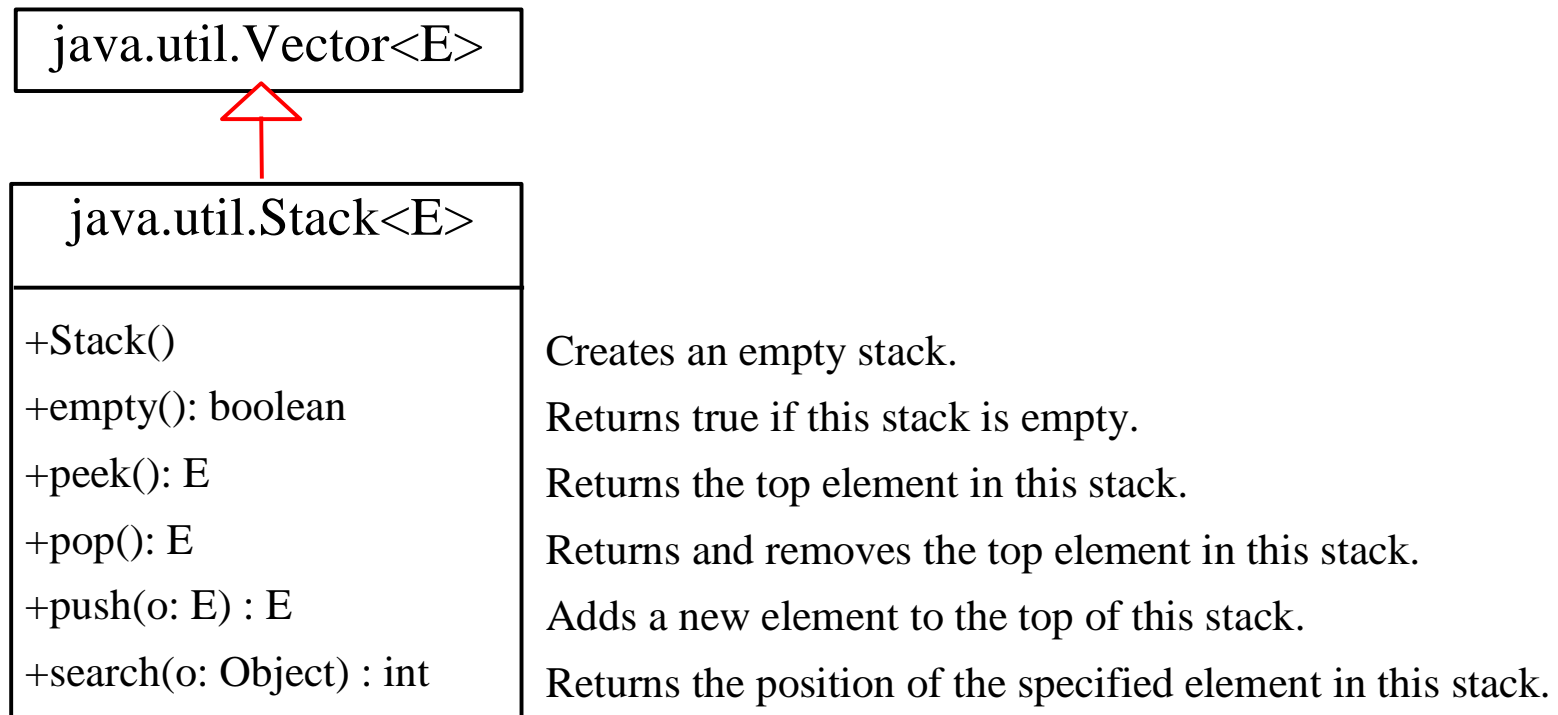 java.util.Vector<E>
java.util.Stack<E>
+Stack() Creates an empty stack.
+empty(): boolean Returns true if this stack is empty.
+peek(): E Returns the top element in this stack.
+pop(): E Returns and removes the top element in this stack.
+push(o: E) : E Adds a new element to the top of this stack.
+search(o: Object) : int Returns the position of the specified element in this stack.